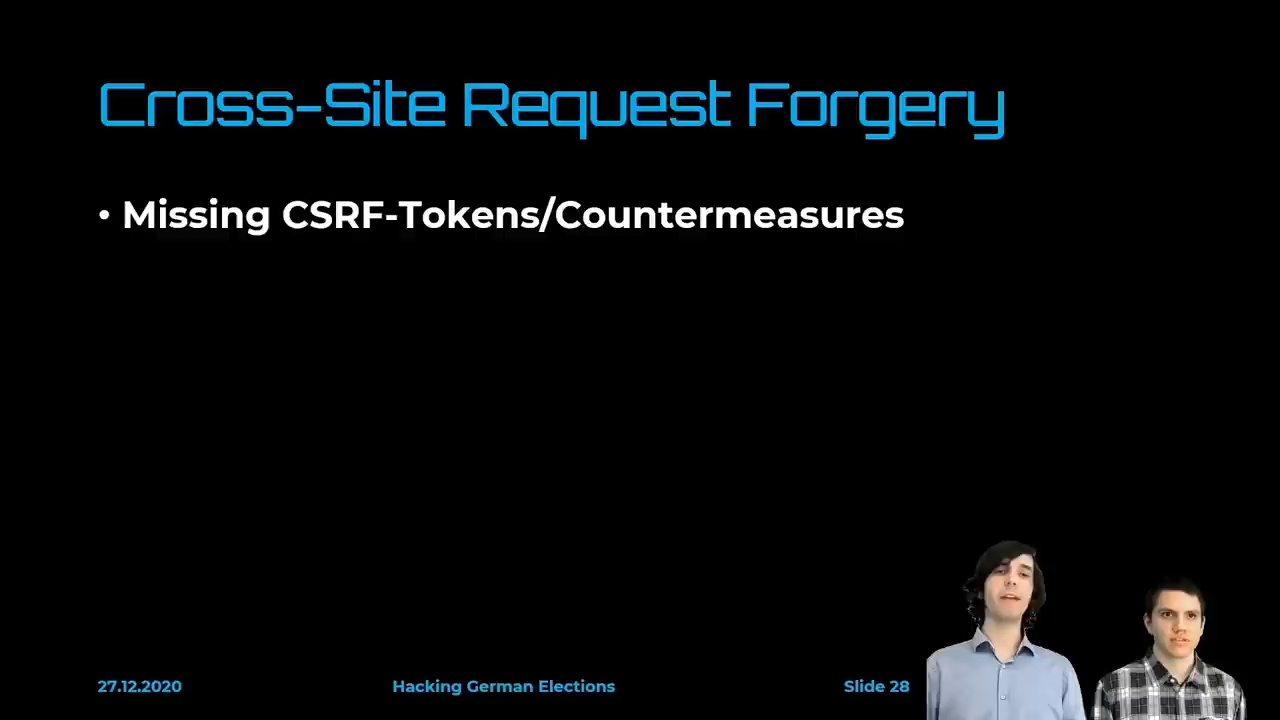 Cross-Site Request Forgery
• Missing CSRF-Tokens/Countermeasures
27.12.2020 Hacking German Elections Slide 28